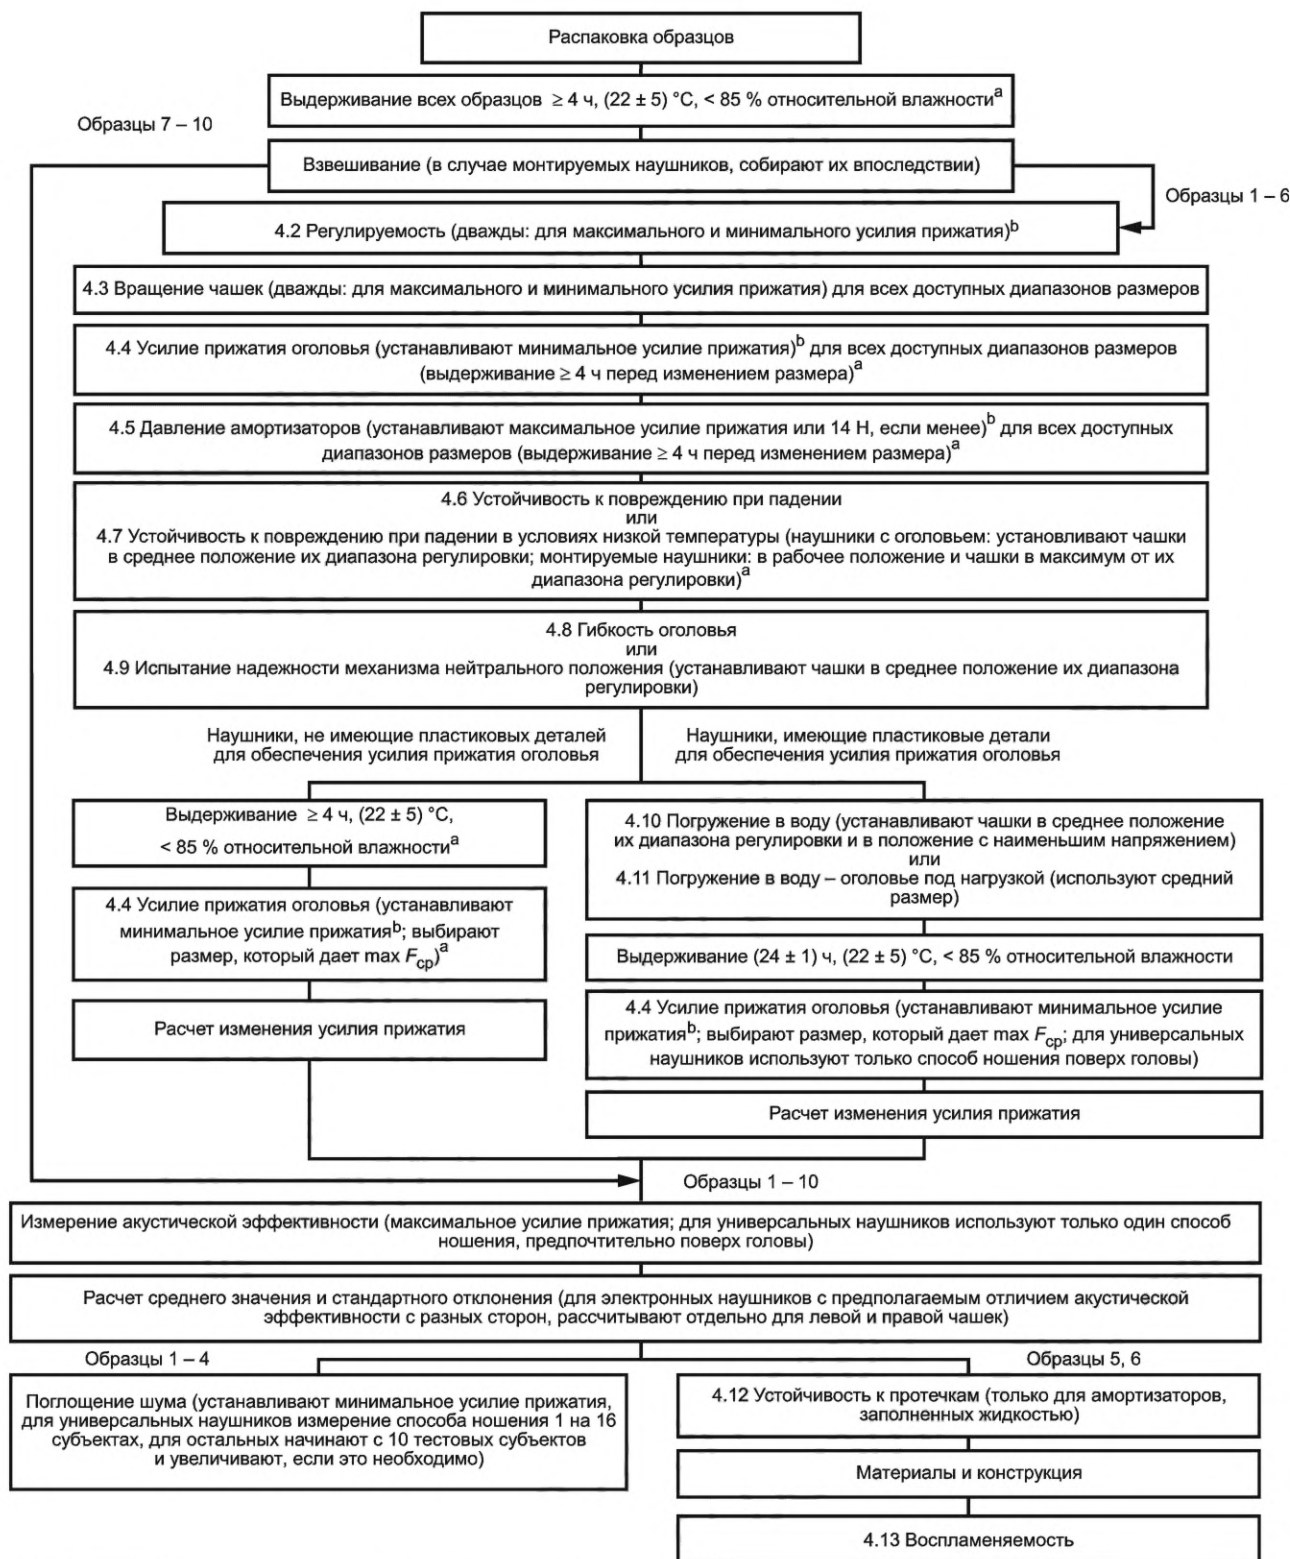 Распаковка образцов
Выдерживание всех образцов ≥ 4 ч, (22 ± 5) °C, < 85 % относительной влажностиa
Образцы 7 – 10
Взвешивание (в случае монтируемых наушников, собирают их впоследствии)
Образцы 1 – 6
4.2 Регулируемость (дважды: для максимального и минимального усилия прижатия)b
4.3 Вращение чашек (дважды: для максимального и минимального усилия прижатия) для всех доступных диапазонов размеров
4.4 Усилие прижатия оголовья (устанавливают минимальное усилие прижатия)b для всех доступных диапазонов размеров
(выдерживание ≥ 4 ч перед изменением размера)a
4.5 Давление амортизаторов (устанавливают максимальное усилие прижатия или 14 Н, если менее)b для всех доступных
диапазонов размеров (выдерживание ≥ 4 ч перед изменением размера)a
4.6 Устойчивость к повреждению при падении
или
4.7 Устойчивость к повреждению при падении в условиях низкой температуры (наушники с оголовьем: установливают чашки
в среднее положение их диапазона регулировки; монтируемые наушники: в рабочее положение и чашки в максимум от их
диапазона регулировки)a
4.8 Гибкость оголовья
или
4.9 Испытание надежности механизма нейтрального положения (устанавливают чашки в среднее положение их диапазона
регулировки)
Наушники, не имеющие пластиковых деталей
для обеспечения усилия прижатия оголовья
Наушники, имеющие пластиковые детали
для обеспечения усилия прижатия оголовья
Выдерживание ≥ 4 ч, (22 ± 5) °C,
< 85 % относительной влажностиa
4.4 Усилие прижатия оголовья (устанавливают
минимальное усилие прижатияb; выбирают
размер, который дает max Fср)a
Расчет изменения усилия прижатия
4.10 Погружение в воду (устанавливают чашки в среднее положение
их диапазона регулировки и в положение с наименьшим напряжением)
или
4.11 Погружение в воду – оголовье под нагрузкой (используют средний
размер)
Выдерживание (24 ± 1) ч, (22 ± 5) °C, < 85 % относительной влажности
4.4 Усилие прижатия оголовья (устанавливают минимальное усилие
прижатияb; выбирают размер, который дает max Fср; для универсальных
наушников используют только способ ношения поверх головы)
Расчет изменения усилия прижатия
Образцы 1 – 10
Измерение акустической эффективности (максимальное усилие прижатия; для универсальных наушников используют только один способ
ношения, предпочтительно поверх головы)
Расчет среднего значения и стандартного отклонения (для электронных наушников с предполагаемым отличием акустической
эффективности с разных сторон, рассчитывают отдельно для левой и правой чашек)
Образцы 1 – 4
Образцы 5, 6
Поглощение шума (устанавливают минимальное усилие прижатия,
для универсальных наушников измерение способа ношения 1 на 16
субъектах, для остальных начинают с 10 тестовых субъектов
и увеличивают, если это необходимо)
4.12 Устойчивость к протечкам (только для амортизаторов,
заполненных жидкостью)
Материалы и конструкция
4.13 Воспламеняемость